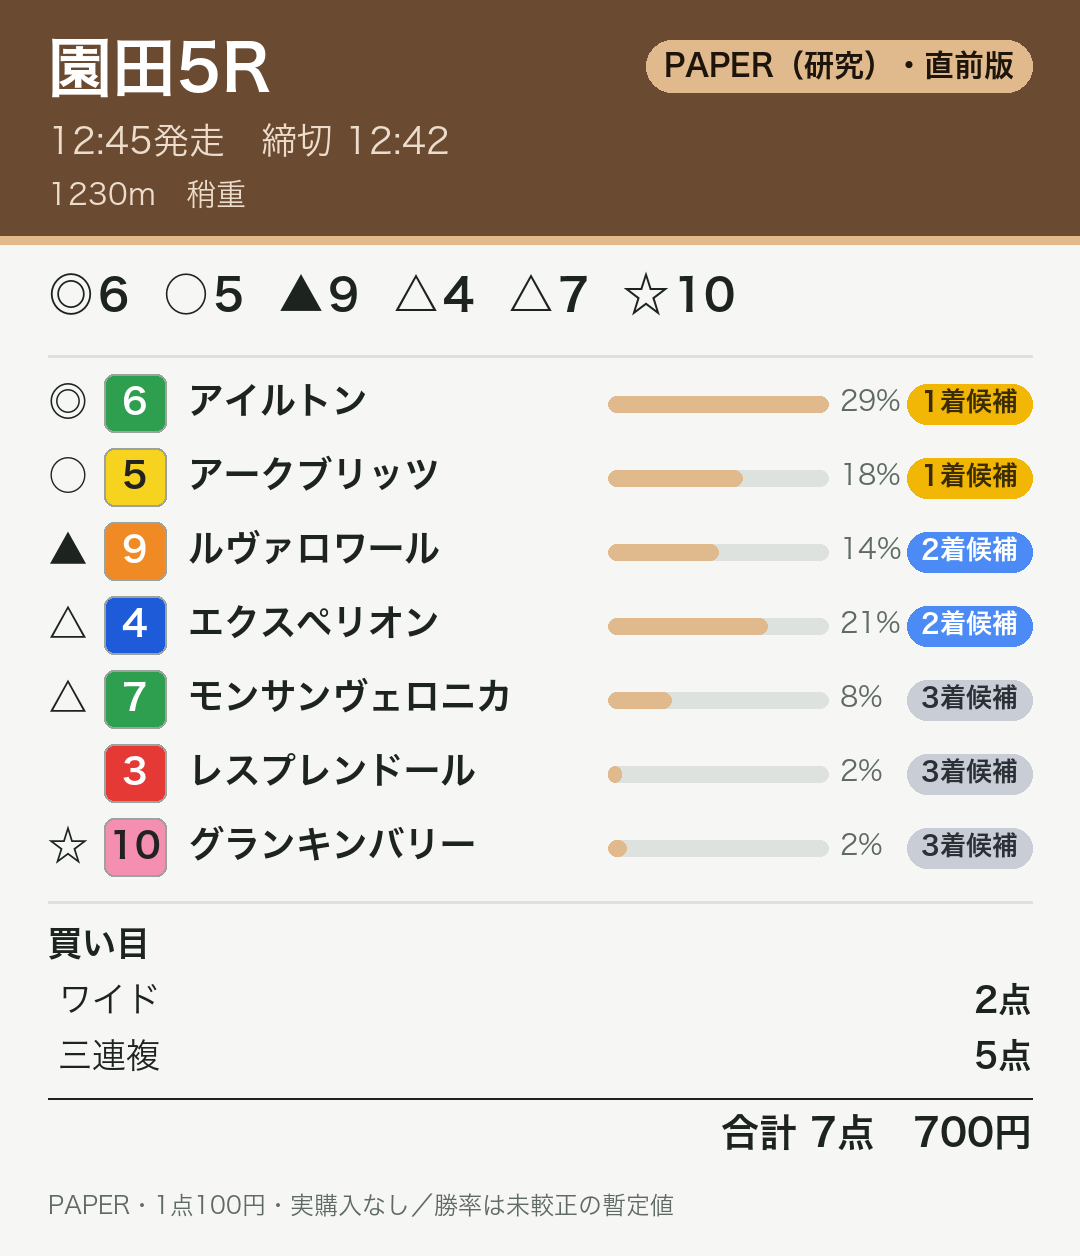 園田5R
PAPER（研究）・直前版
12:45発走　締切 12:42
1230m　稍重
◎6 ○5 ▲9 △4 △7 ☆10
◎ 6 アイルトン 29% 1着候補
○ 5 アークブリッツ 18% 1着候補
▲ 9 ルヴァロワール 14% 2着候補
△ 4 エクスペリオン 21% 2着候補
△ 7 モンサンヴェロニカ 8% 3着候補
3 レスプレンドール 2% 3着候補
☆ 10 グランキンバリー 2% 3着候補
買い目
ワイド 2点
三連複 5点
合計 7点　700円
PAPER・1点100円・実購入なし／勝率は未較正の暫定値